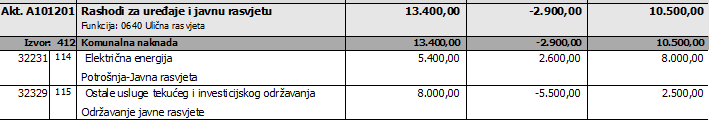 Akt. A101201 Rashodi za uređaje i javnu rasvjetu 13.400,00 -2.900,00 10.500,00
Funkcija: 0640 Ulična rasvjeta
Izvor: 412 Komunalna naknada 13.400,00 -2.900,00 10.500,00
32231 114 Električna energija 5.400,00 2.600,00 8.000,00
Potrošnja-Javna rasvjeta
32329 115 Ostale usluge tekućeg i investicijskog održavanja 8.000,00 -5.500,00 2.500,00
Održavanje javne rasvjete